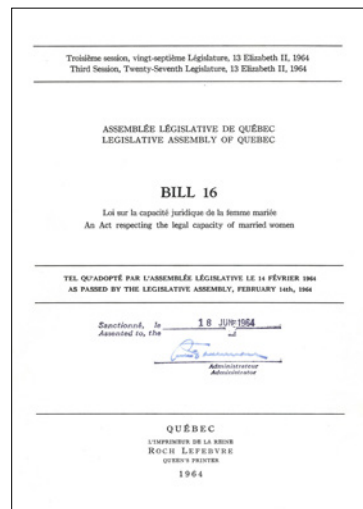 Troisième session, vingt-septième Législature, 13 Elizabeth II, 1964
Third Session, Twenty-Seventh Legislature, 13 Elizabeth II, 1964
ASSEMBLÉE LÉGISLATIVE DE QUÉBEC
LEGISLATIVE ASSEMBLY OF QUEBEC
BILL 16
Loi sur la capacité juridique de la femme mariée
An Act respecting the legal capacity of married women
TEL QU'ADOPTÉ PAR L'ASSEMBLÉE LÉGISLATIVE LE 14 FÉVRIER 1964
AS PASSED BY THE LEGISLATIVE ASSEMBLY, FEBRUARY 14th, 1964
Sanctionné, le
Assented to, the
18 JUN 1964
Administrateur
Administrator
QUÉBEC
L'IMPRIMEUR DE LA REINE
ROCH LEFEBVRE
QUEEN'S PRINTER
1964